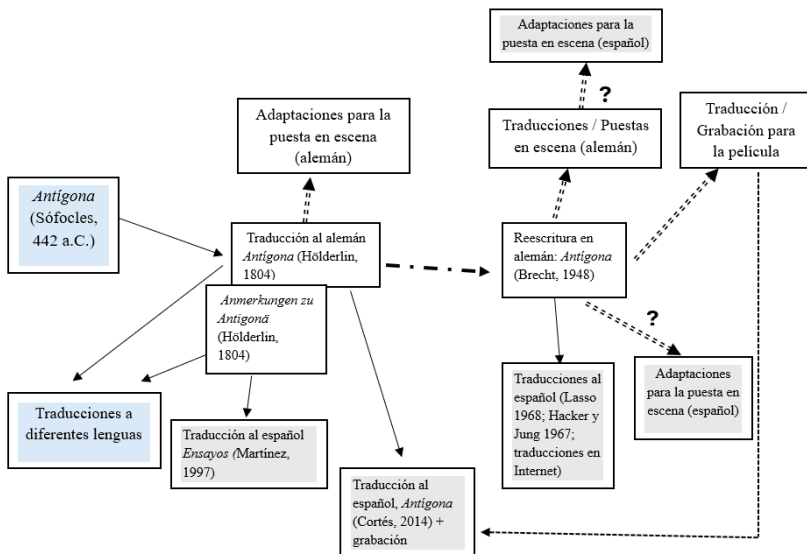 Adaptaciones para la
puesta en escena (español)
?
Adaptaciones para la
puesta en escena
(alemán)
Traducciones / Puestas
en escena (alemán)
Traducción /
Grabación para
la película
Antígona
(Sófocles,
442 a.C.)
Traducción al alemán
Antígona (Hölderlin,
1804)
Reescritura en
alemán: Antígona
(Brecht, 1948)
Anmerkungen zu
Antigonä
(Hölderlin,
1804)
?
Traducciones a
diferentes lenguas
Traducción al español
Ensayos (Martínez,
1997)
Traducciones al
español (Lasso
1968; Hacker y
Jung 1967;
traducciones en
Internet)
Adaptaciones
para la puesta en
escena (español)
Traducción al
español, Antígona
(Cortés, 2014) +
grabación